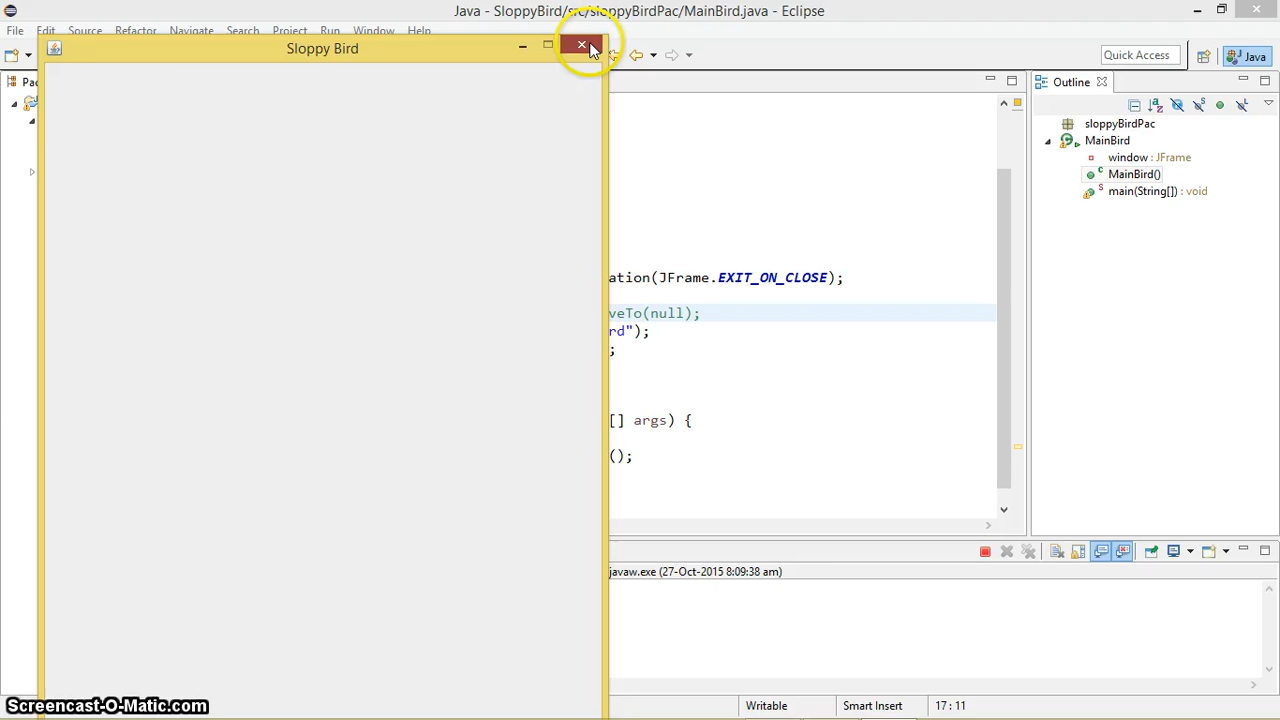 Java - SloppyBird/src/sloppyBirdPac/MainBird.java - Eclipse
File Edit Source Refactor Navigate Search Project Run Window Help
Sloppy Bird
Quick Access
Java
Pac
Outline
sloppyBirdPac
MainBird
window : JFrame
MainBird()
main(String[]) : void
ation(JFrame.EXIT_ON_CLOSE);
veTo(null);
rd");
;
[] args) {
();
javaw.exe (27-Oct-2015 8:09:38 am)
Screencast-O-Matic.com
Writable
Smart Insert
17 : 11